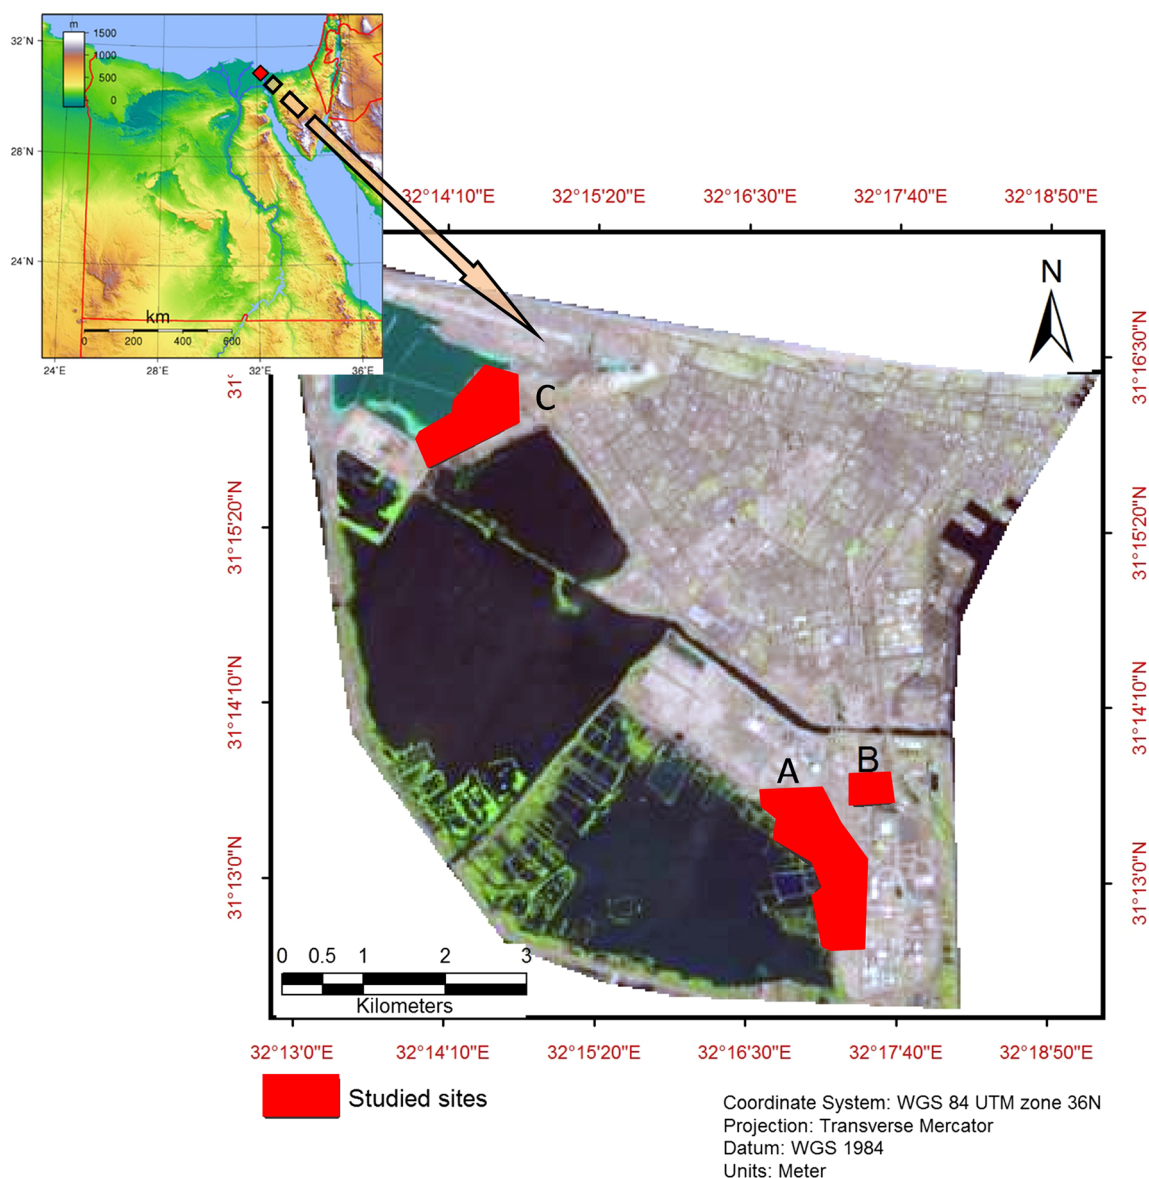 m
1500
1000
500
0
32°N
28°N
24°N
km
0 200 400 600
24°E 28°E 32°E 36°E
32°14'10"E 32°15'20"E 32°16'30"E 32°17'40"E 32°18'50"E
N
31°16'30"N
31°
C
31°15'20"N
31°15'20"N
31°14'10"N
31°14'10"N
A
B
31°13'0"N
31°13'0"N
0 0.5 1 2 3
Kilometers
32°13'0"E 32°14'10"E 32°15'20"E 32°16'30"E 32°17'40"E 32°18'50"E
Studied sites
Coordinate System: WGS 84 UTM zone 36N
Projection: Transverse Mercator
Datum: WGS 1984
Units: Meter